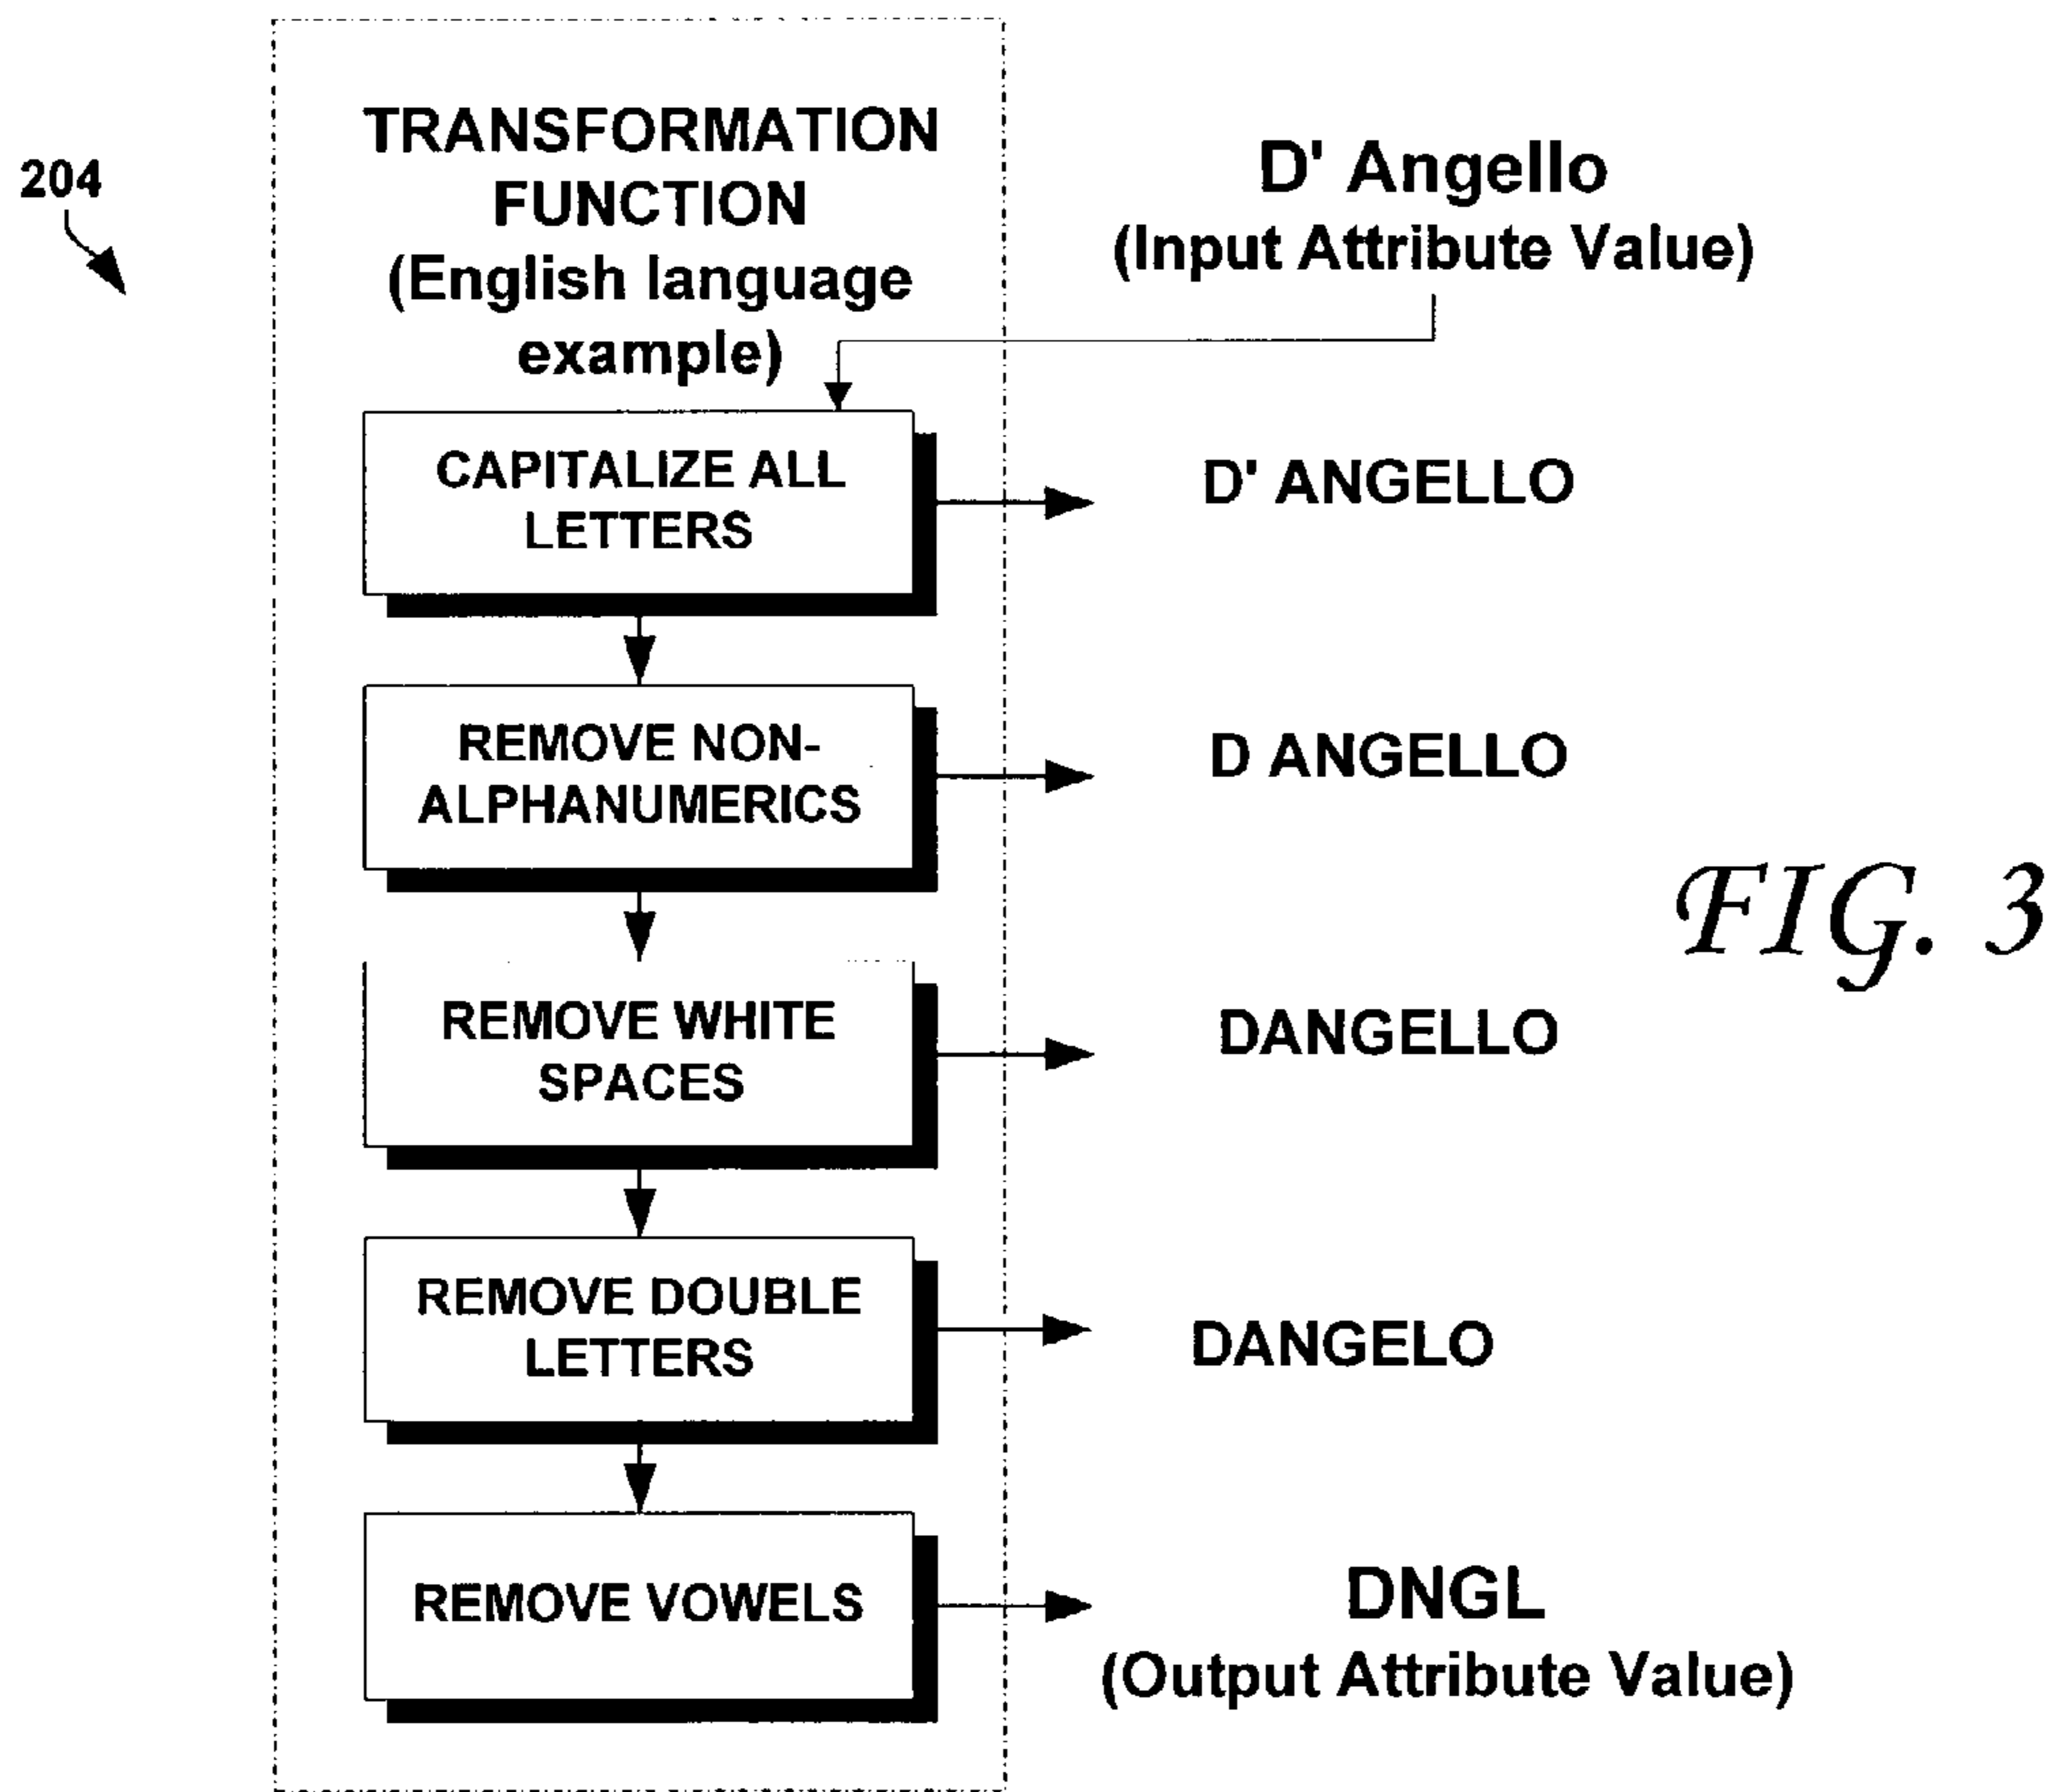 204
TRANSFORMATION
FUNCTION
(English language
example)
D' Angello
(Input Attribute Value)
CAPITALIZE ALL
LETTERS
D' ANGELLO
REMOVE NON-
ALPHANUMERICS
D ANGELLO
FIG. 3
REMOVE WHITE
SPACES
DANGELLO
REMOVE DOUBLE
LETTERS
DANGELO
REMOVE VOWELS
DNGL
(Output Attribute Value)